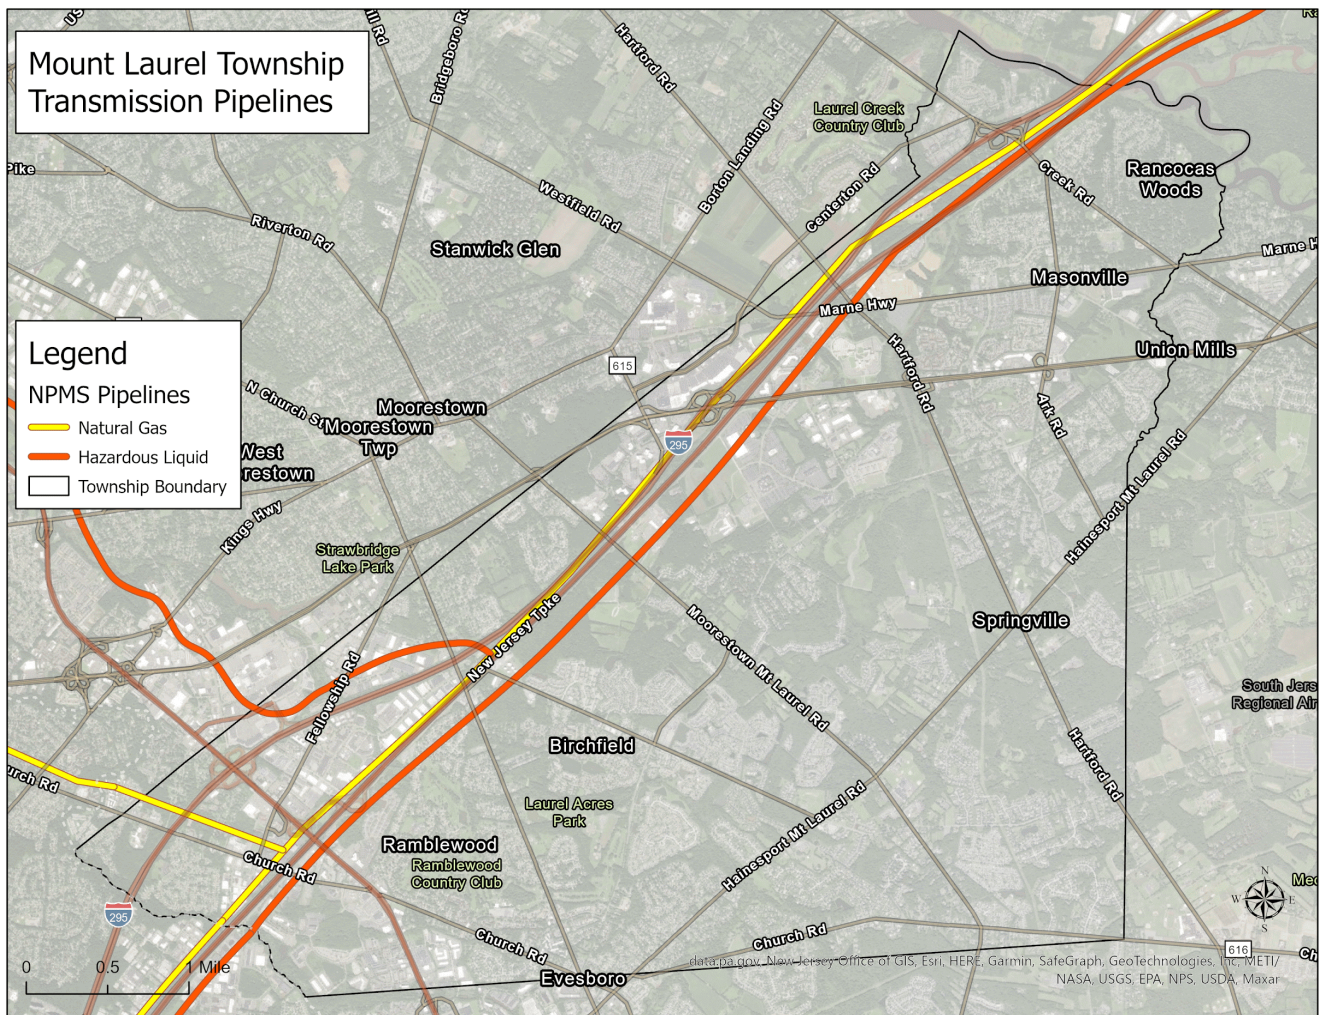 Mount Laurel Township
Transmission Pipelines
US
Bridgeboro Rd
Hartford Rd
Laurel Creek
Country Club
Borton Landing Rd
Pike
Westfield Rd
Centerton Rd
Creek Rd
Rancocas
Woods
Riverton Rd
Stanwick Glen
Marne H
Masonville
Marne Hwy
Legend
NPMS Pipelines
Natural Gas
Hazardous Liquid
Township Boundary
615
Hartford Rd
Union Mills
N Church St
Moorestown
Moorestown
Twp
Ark Rd
West
orestown
295
Hainesport Mt Laurel Rd
Kings Hwy
Strawbridge
Lake Park
New Jersey Tpke
Moorestown Mt Laurel Rd
Springville
Fellowship Rd
South Jers
Regional Air
Birchfield
Hartford Rd
urch Rd
Laurel Acres
Park
Hainesport Mt Laurel Rd
Ramblewood
Ramblewood
Country Club
Church Rd
N
W E
S
Med
295
Church Rd
Church Rd
616
Ch
0 0.5 1 Mile
Evesboro
data.pa.gov, New Jersey Office of GIS, Esri, HERE, Garmin, SafeGraph, GeoTechnologies, Inc, METI/
NASA, USGS, EPA, NPS, USDA, Maxar